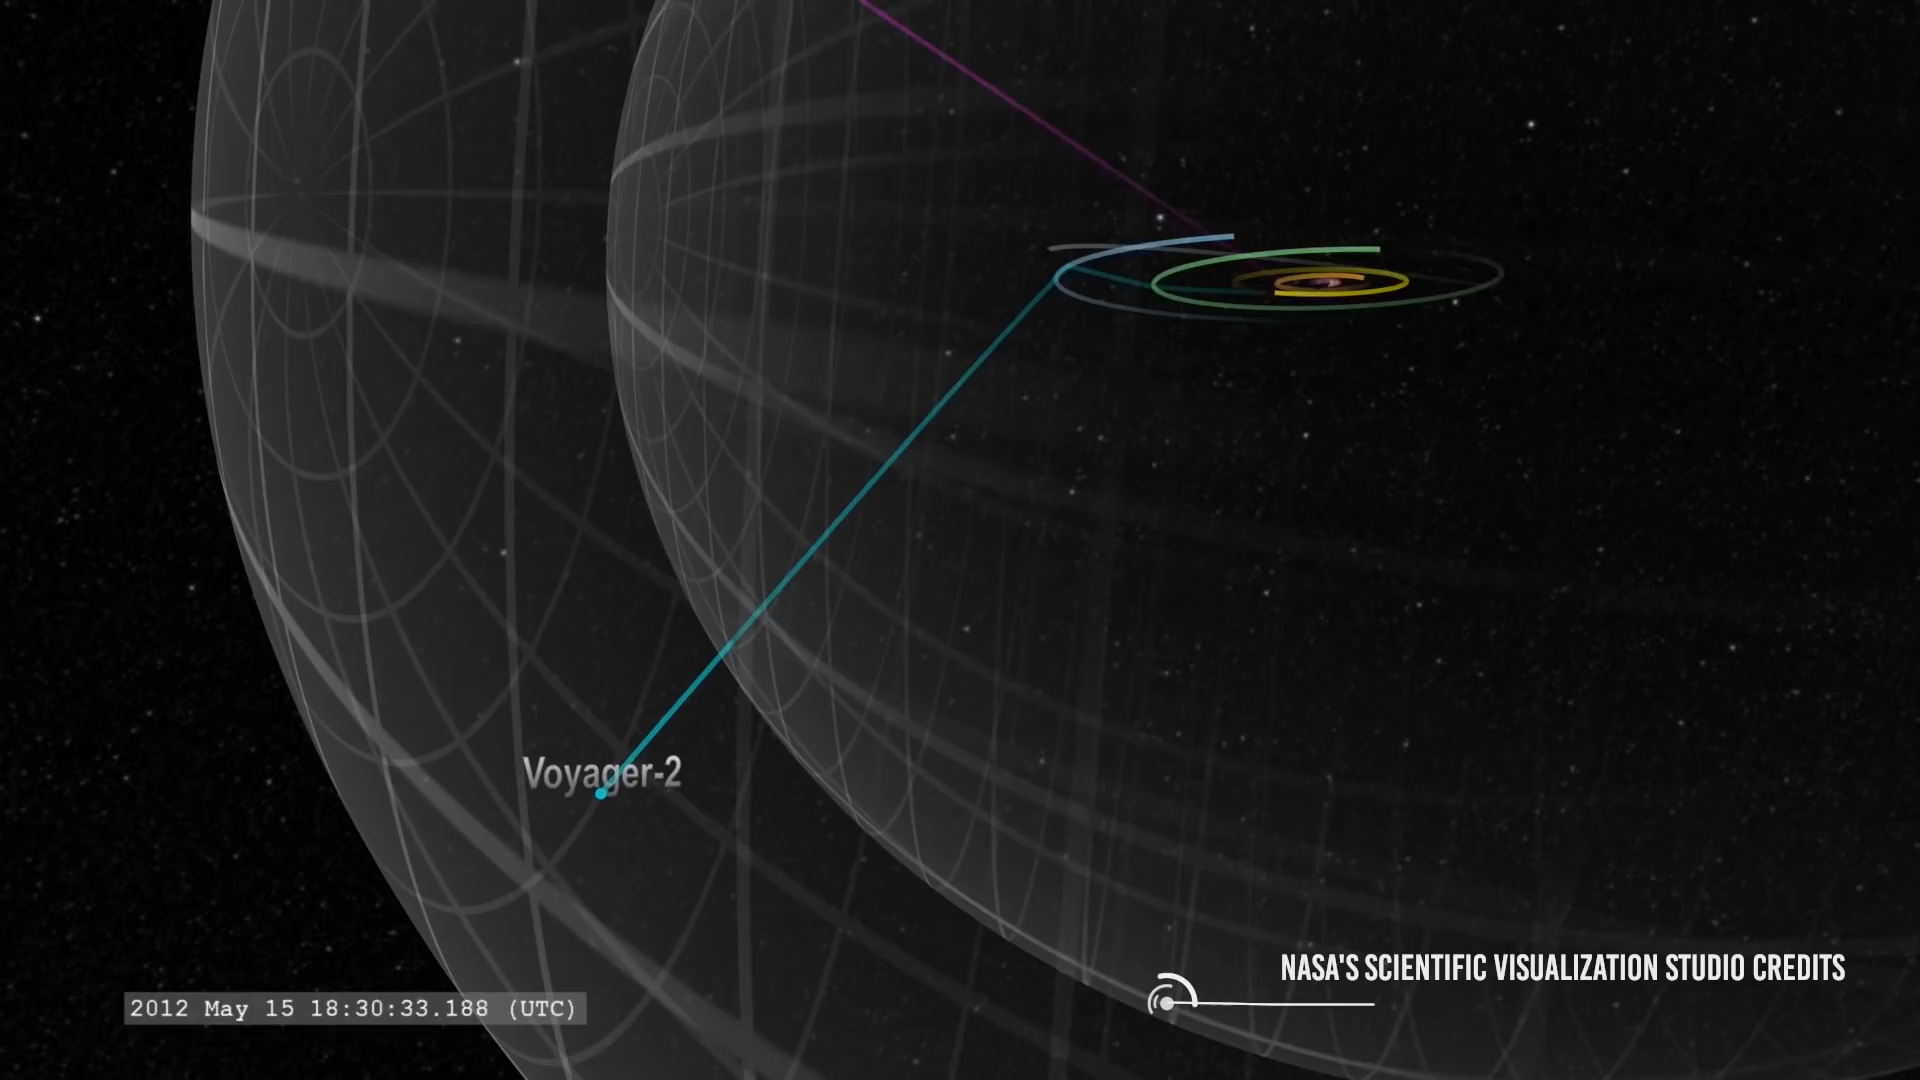 Voyager-2
NASA'S SCIENTIFIC VISUALIZATION STUDIO CREDITS
2012 May 15 18:30:33.188 (UTC)